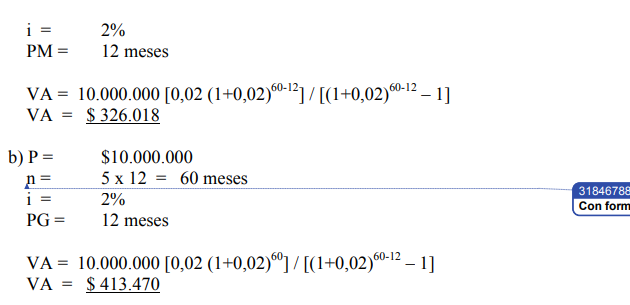 i = 2%
PM = 12 meses
VA = 10.000.000 [0,02 (1+0,02)^60-12] / [(1+0,02)^60-12 – 1]
VA = $ 326.018
b) P = $10.000.000
n = 5 x 12 = 60 meses
i = 2%
PG = 12 meses
VA = 10.000.000 [0,02 (1+0,02)^60] / [(1+0,02)^60-12 – 1]
VA = $ 413.470
31846788
Con form